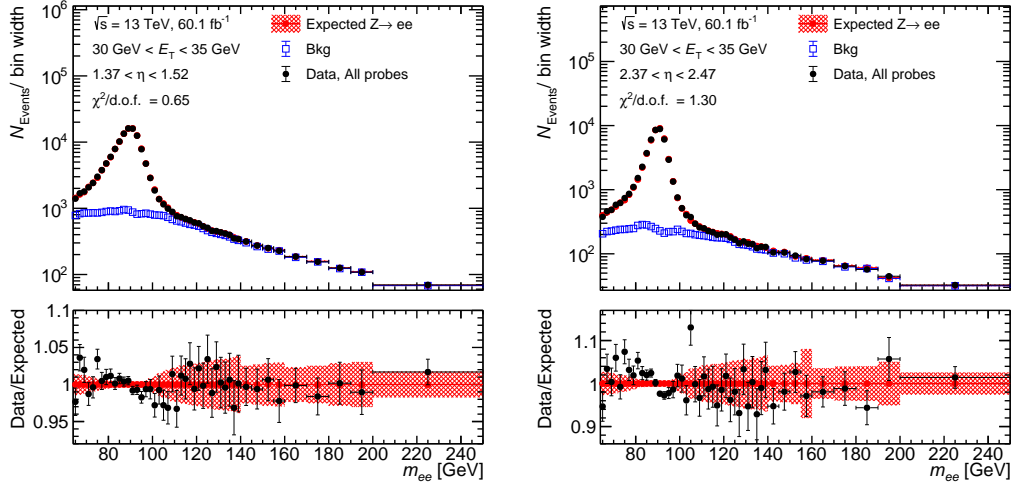 10⁶
10⁵
10⁴
10³
10²
N_Events/ bin width
√s = 13 TeV, 60.1 fb⁻¹
30 GeV < E_T < 35 GeV
1.37 < η < 1.52
χ²/d.o.f. = 0.65
Expected Z→ ee
Bkg
Data, All probes
1.1
1.05
1
0.95
Data/Expected
80 100 120 140 160 180 200 220 240
m_ee [GeV]
10⁵
10⁴
10³
10²
N_Events/ bin width
√s = 13 TeV, 60.1 fb⁻¹
30 GeV < E_T < 35 GeV
2.37 < η < 2.47
χ²/d.o.f. = 1.30
Expected Z→ ee
Bkg
Data, All probes
1.1
1
0.9
Data/Expected
80 100 120 140 160 180 200 220 240
m_ee [GeV]